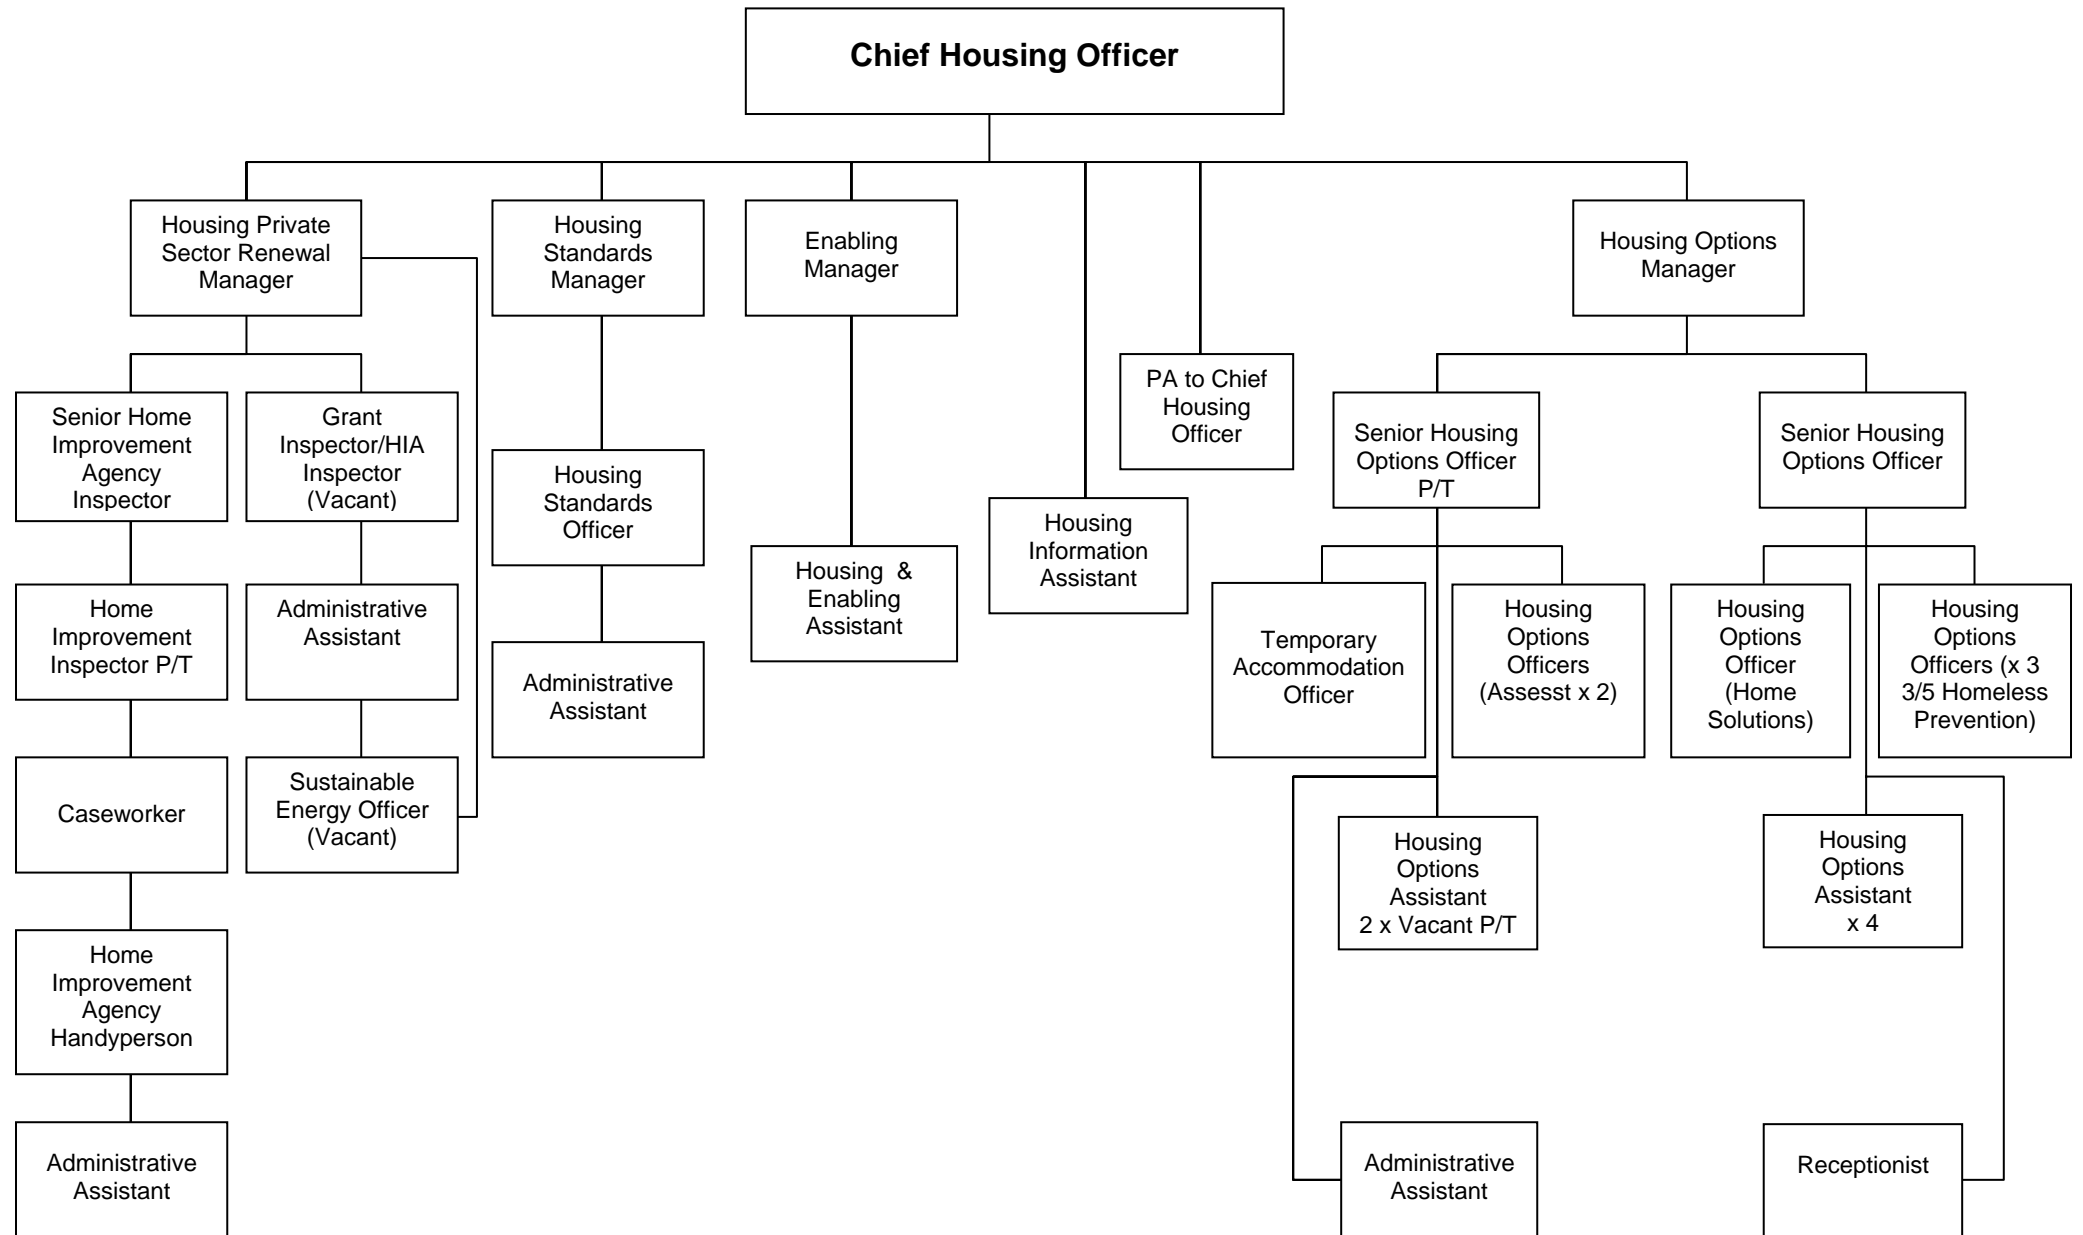 Chief Housing Officer
Housing Private
Sector Renewal
Manager
Housing
Standards
Manager
Enabling
Manager
Housing Options
Manager
PA to Chief
Housing
Officer
Senior Home
Improvement
Agency
Inspector
Grant
Inspector/HIA
Inspector
(Vacant)
Senior Housing
Options Officer
P/T
Senior Housing
Options Officer
Housing
Standards
Officer
Housing
Information
Assistant
Housing &
Enabling
Assistant
Home
Improvement
Inspector P/T
Administrative
Assistant
Temporary
Accommodation
Officer
Housing
Options
Officers
(Assesst x 2)
Housing
Options
Officer
(Home
Solutions)
Housing
Options
Officers (x 3
3/5 Homeless
Prevention)
Administrative
Assistant
Caseworker
Sustainable
Energy Officer
(Vacant)
Housing
Options
Assistant
2 x Vacant P/T
Housing
Options
Assistant
x 4
Home
Improvement
Agency
Handyperson
Administrative
Assistant
Administrative
Assistant
Receptionist